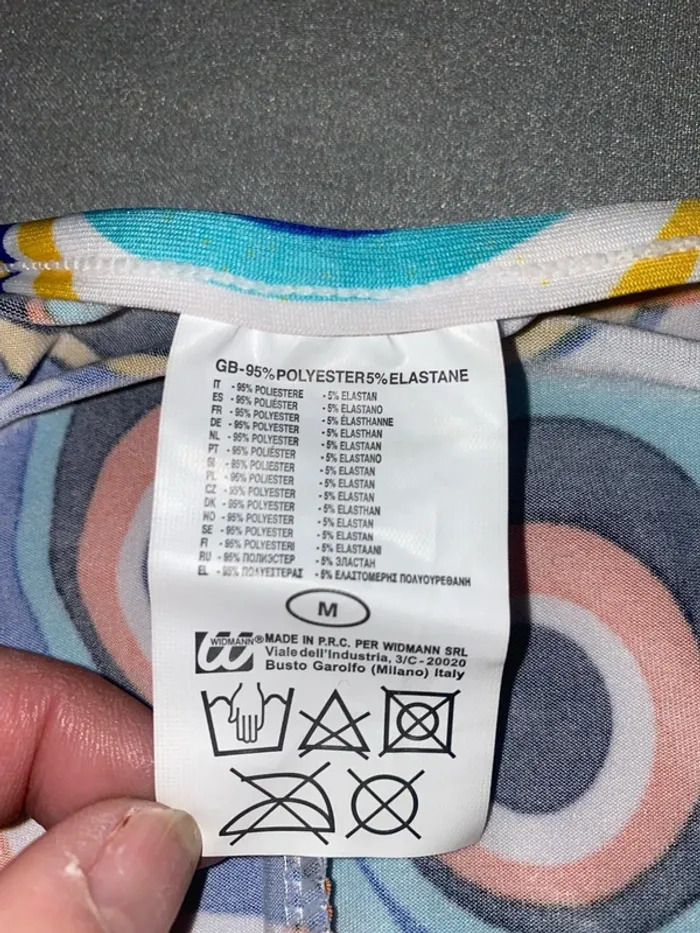 GB-95%POLYESTER5%ELASTANE
IT -95% POLIESTERE -5% ELASTAN
ES -95% POLIÉSTER -5% ELASTANO
FR -95% POLYESTER -5% ÉLASTHANNE
DE -95% POLYESTER -5% ELASTHAN
NL -95% POLYESTER -5% ELASTAAN
PT -95% POLIÉSTER -5% ELASTANO
-95% POLIESTER -5% ELASTAN
PL -95% POLIESTER -5% ELASTAN
CZ -95% POLYESTER -5% ELASTAN
DK -95% POLYESTER -5% ELASTHAN
NO -95% POLYESTER -5% ELASTAN
SE -95% POLYESTER -5% ELASTAN
FI -95% POLYESTERI -5% ELASTAANI
RU -95% ПОЛИЭСТЕР -5% ЭЛАСТАН
EL -95% ΠΟΛΥΕΣΤΕΡΑΣ -5% ΕΛΑΣΤΟΜΕΡΗΣ ΠΟΛΥΟΥΡΕΘΑΝΗ
M
WIDMANN® MADE IN P.R.C. PER WIDMANN SRL
Viale dell'Industria, 3/C-20020
Busto Garolfo (Milano) Italy